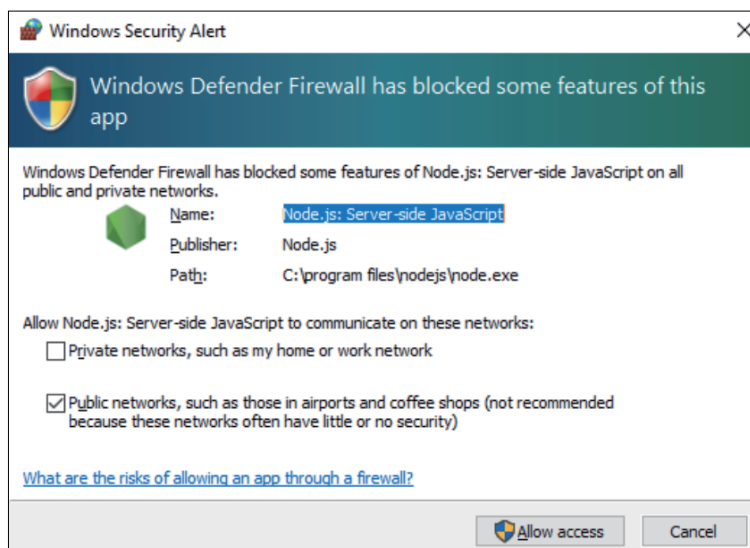 Windows Security Alert
Windows Defender Firewall has blocked some features of this
app
Windows Defender Firewall has blocked some features of Node.js: Server-side JavaScript on all
public and private networks.
Name: Node.js: Server-side JavaScript
Publisher: Node.js
Path: C:\program files\nodejs\node.exe
Allow Node.js: Server-side JavaScript to communicate on these networks:
Private networks, such as my home or work network
Public networks, such as those in airports and coffee shops (not recommended
because these networks often have little or no security)
What are the risks of allowing an app through a firewall?
Allow access Cancel